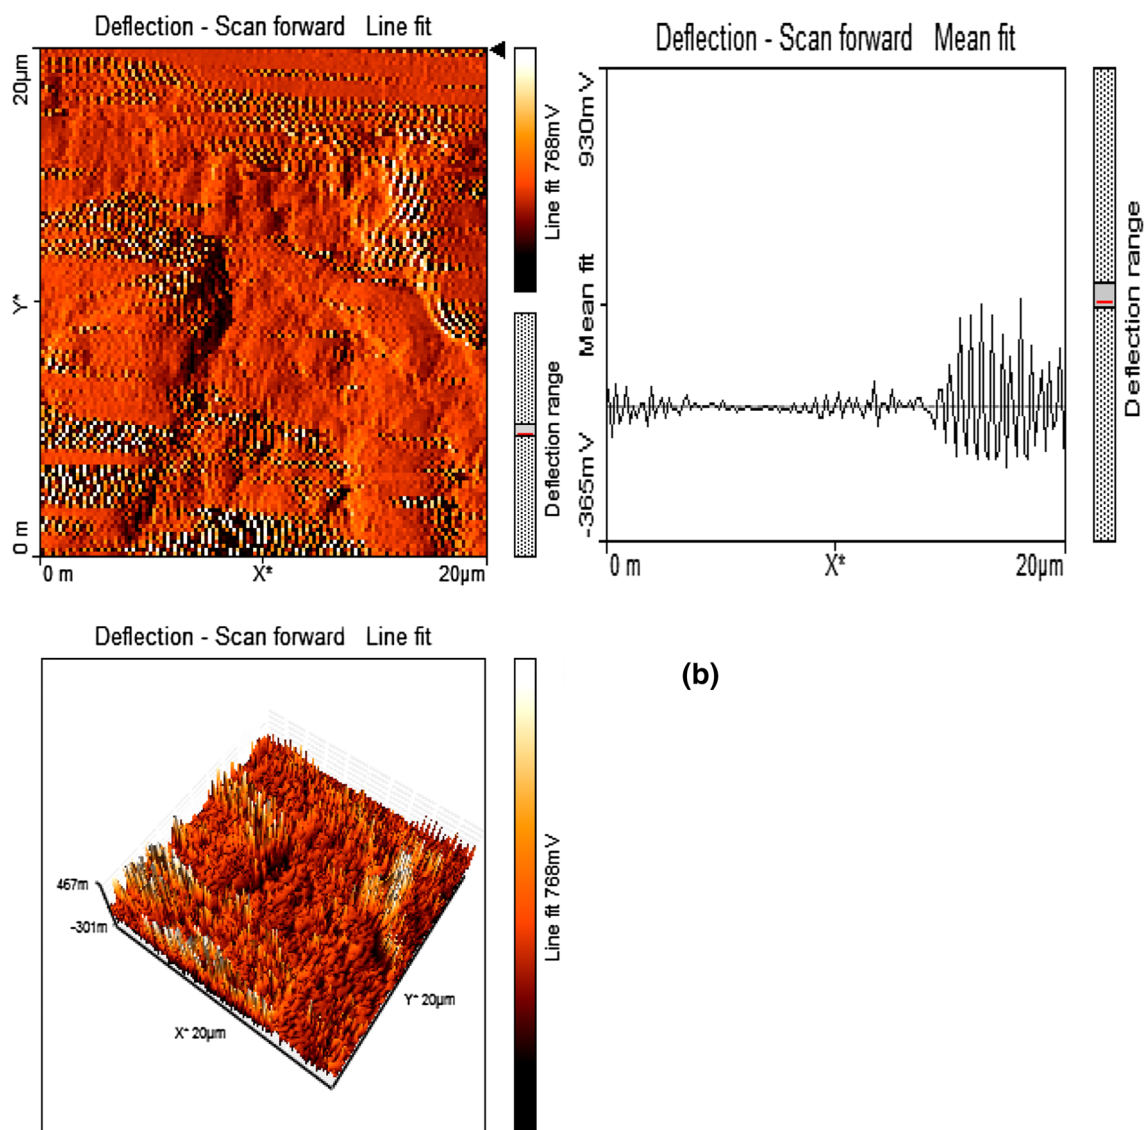 Deflection - Scan forward Line fit
20µm
Y*
0 m
0 m
X*
20µm
Line fit 768mV
Deflection range
Deflection - Scan forward Mean fit
930mV
Mean fit
-365mV
0 m
X*
20µm
Deflection range
Deflection - Scan forward Line fit
467m
-301m
X* 20µm
Y* 20µm
Line fit 768mV
(b)